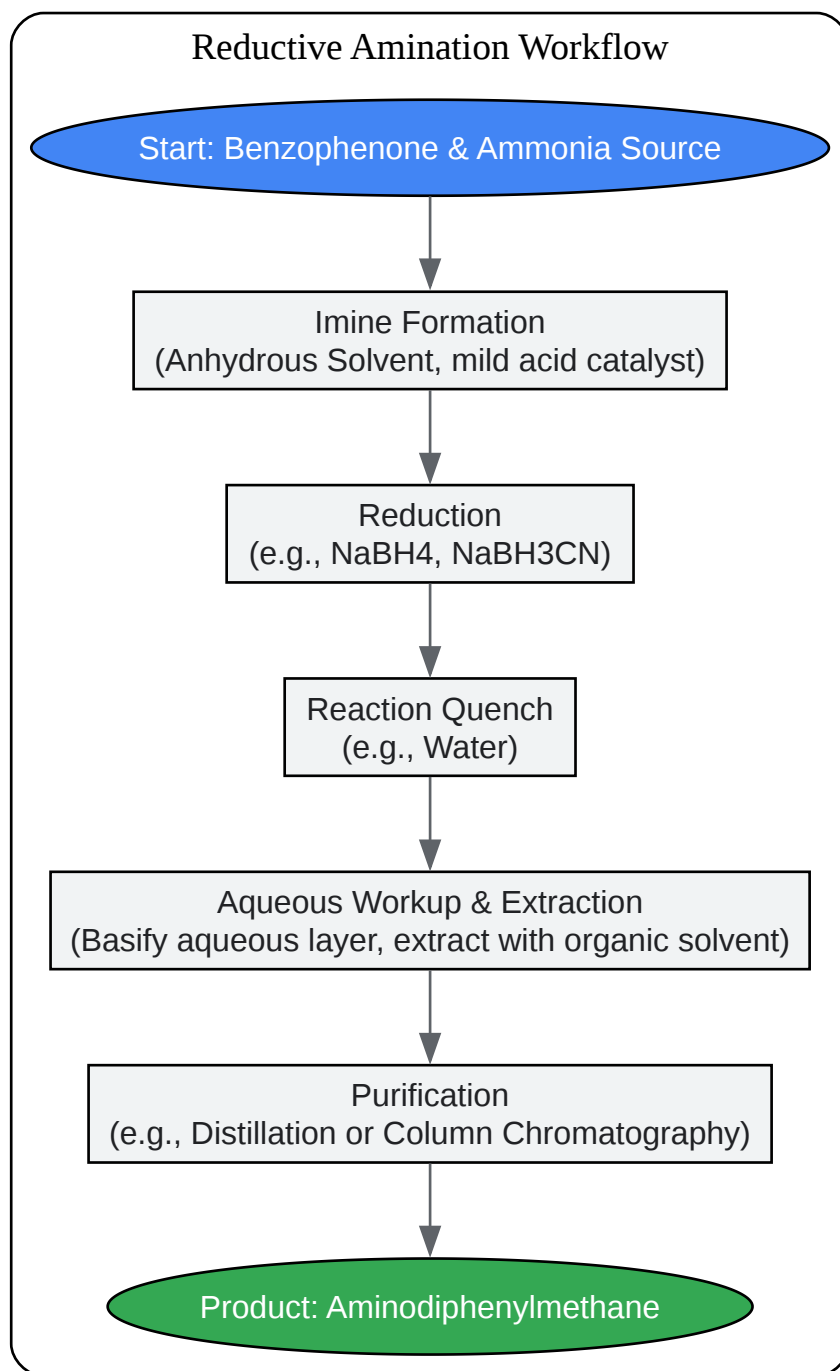 Reductive Amination Workflow
Start: Benzophenone & Ammonia Source
Imine Formation
(Anhydrous Solvent, mild acid catalyst)
Reduction
(e.g., NaBH4, NaBH3CN)
Reaction Quench
(e.g., Water)
Aqueous Workup & Extraction
(Basify aqueous layer, extract with organic solvent)
Purification
(e.g., Distillation or Column Chromatography)
Product: Aminodiphenylmethane